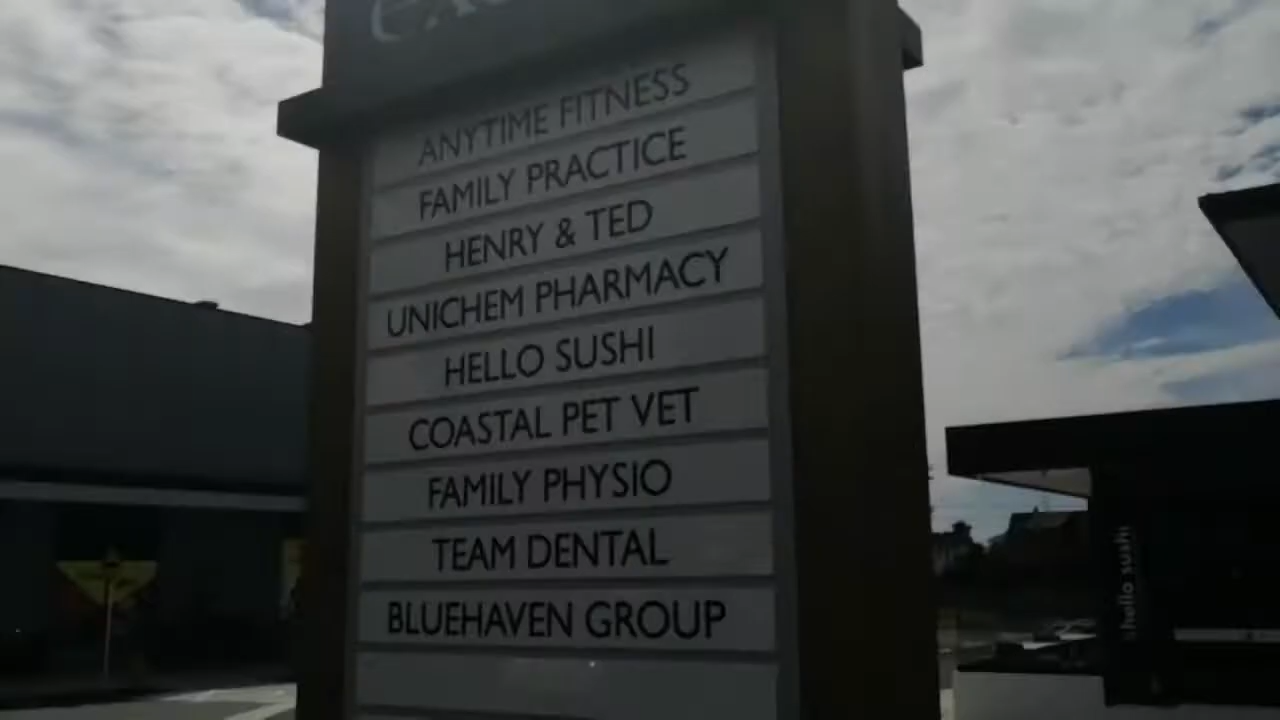 ANYTIME FITNESS
FAMILY PRACTICE
HENRY & TED
UNICHEM PHARMACY
HELLO SUSHI
COASTAL PET VET
FAMILY PHYSIO
TEAM DENTAL
BLUEHAVEN GROUP
hello sushi